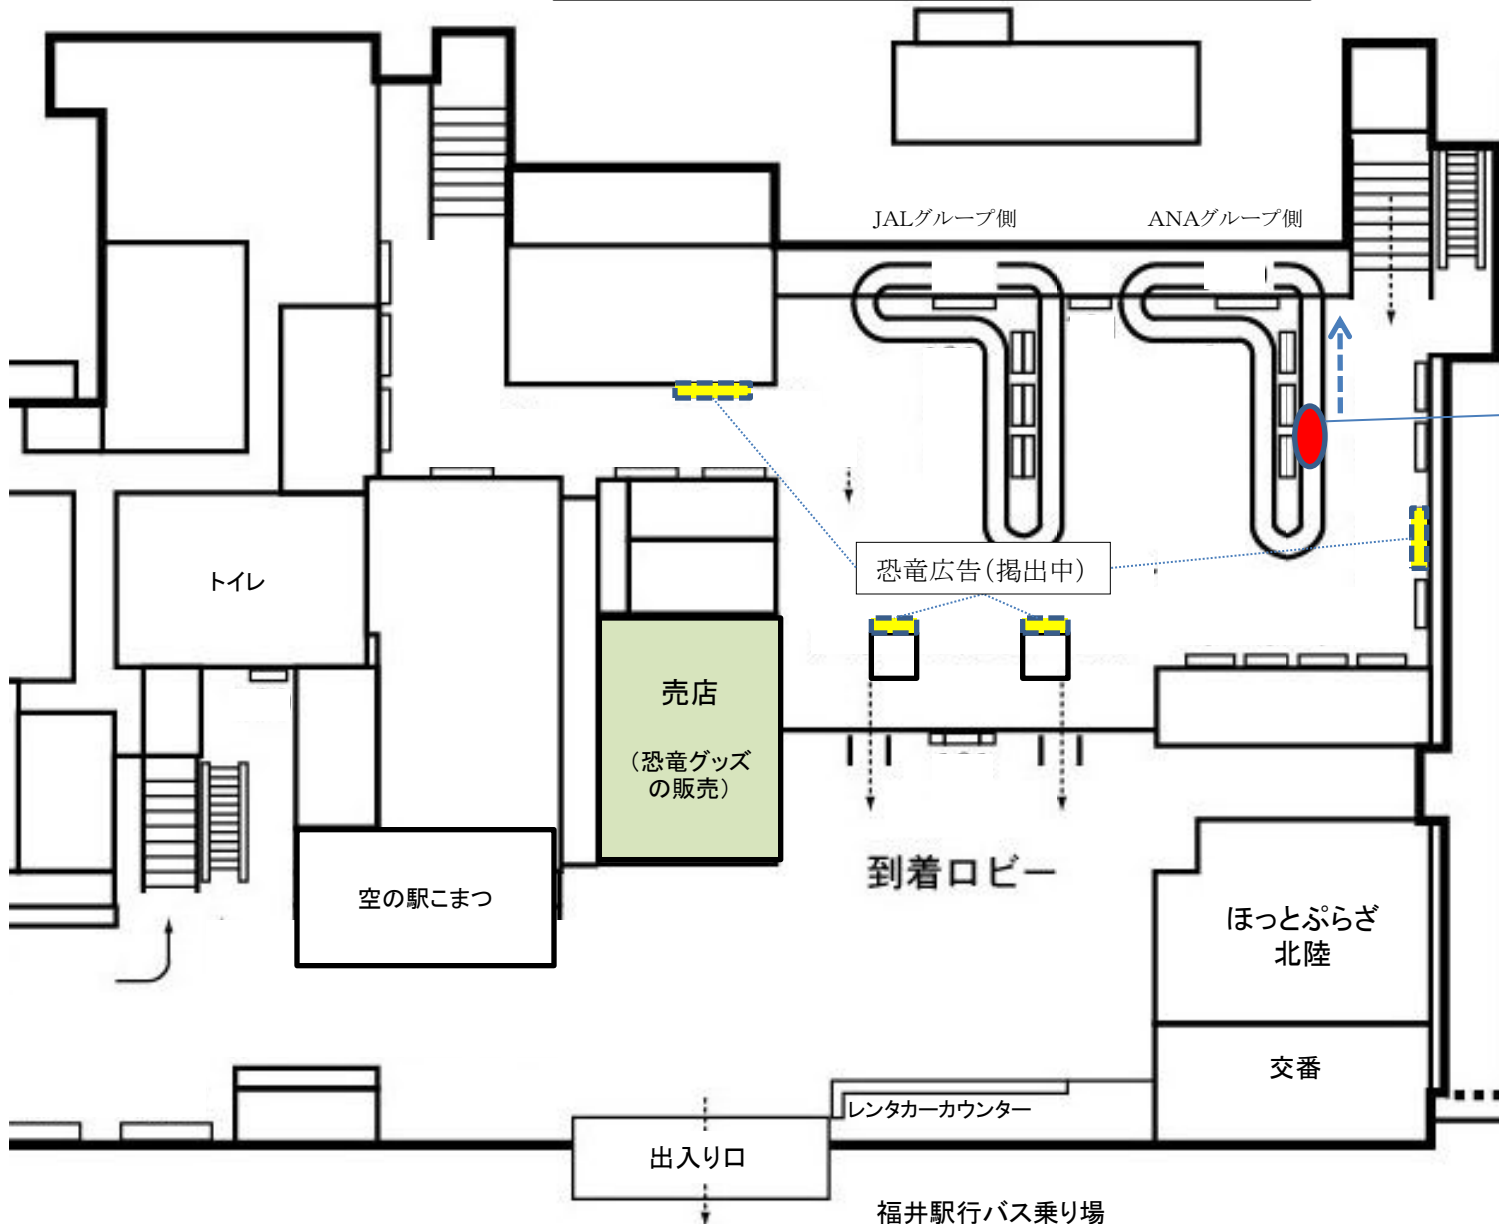 JALグループ側
ANAグループ側
恐竜広告(掲出中)
トイレ
売店
(恐竜グッズ
の販売)
到着ロビー
空の駅こまつ
ほっとぷらざ
北陸
交番
レンタカーカウンター
出入り口
福井駅行バス乗り場